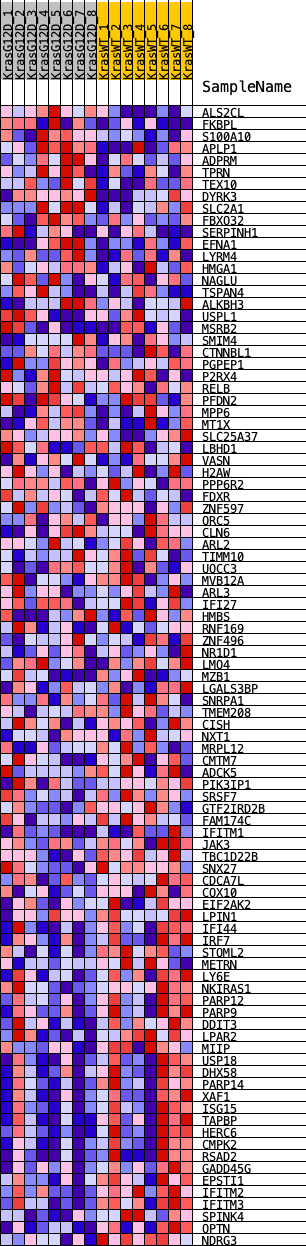 KrasG12D_1
KrasG12D_2
KrasG12D_3
KrasG12D_4
KrasG12D_5
KrasG12D_6
KrasG12D_7
KrasG12D_8
KrasWT_1
KrasWT_2
KrasWT_3
KrasWT_4
KrasWT_5
KrasWT_6
KrasWT_7
KrasWT_8
SampleName
ALS2CL
FKBPL
S100A10
APLP1
ADPRM
TPRN
TEX10
DYRK3
SLC2A1
FBXO32
SERPINH1
EFNA1
LYRM4
HMGA1
NAGLU
TSPAN4
ALKBH3
USPL1
MSRB2
SMIM4
CTNNBL1
PGPEP1
P2RX4
RELB
PFDN2
MPP6
MT1X
SLC25A37
LBHD1
VASN
H2AW
PPP6R2
FDXR
ZNF597
ORC5
CLN6
ARL2
TIMM10
UQCC3
MVB12A
ARL3
IFI27
HMBS
RNF169
ZNF496
NR1D1
LMO4
MZB1
LGALS3BP
SNRPA1
TMEM208
CISH
NXT1
MRPL12
CMTM7
ADCK5
PIK3IP1
SRSF7
GTF2IRD2B
FAM174C
IFITM1
JAK3
TBC1D22B
SNX27
CDCA7L
COX10
EIF2AK2
LPIN1
IFI44
IRF7
STOML2
METRN
LY6E
NKIRAS1
PARP12
PARP9
DDIT3
LPAR2
MIIP
USP18
DHX58
PARP14
XAF1
ISG15
TAPBP
HERC6
CMPK2
RSAD2
GADD45G
EPSTI1
IFITM2
IFITM3
SPINK4
OPTN
NDRG3